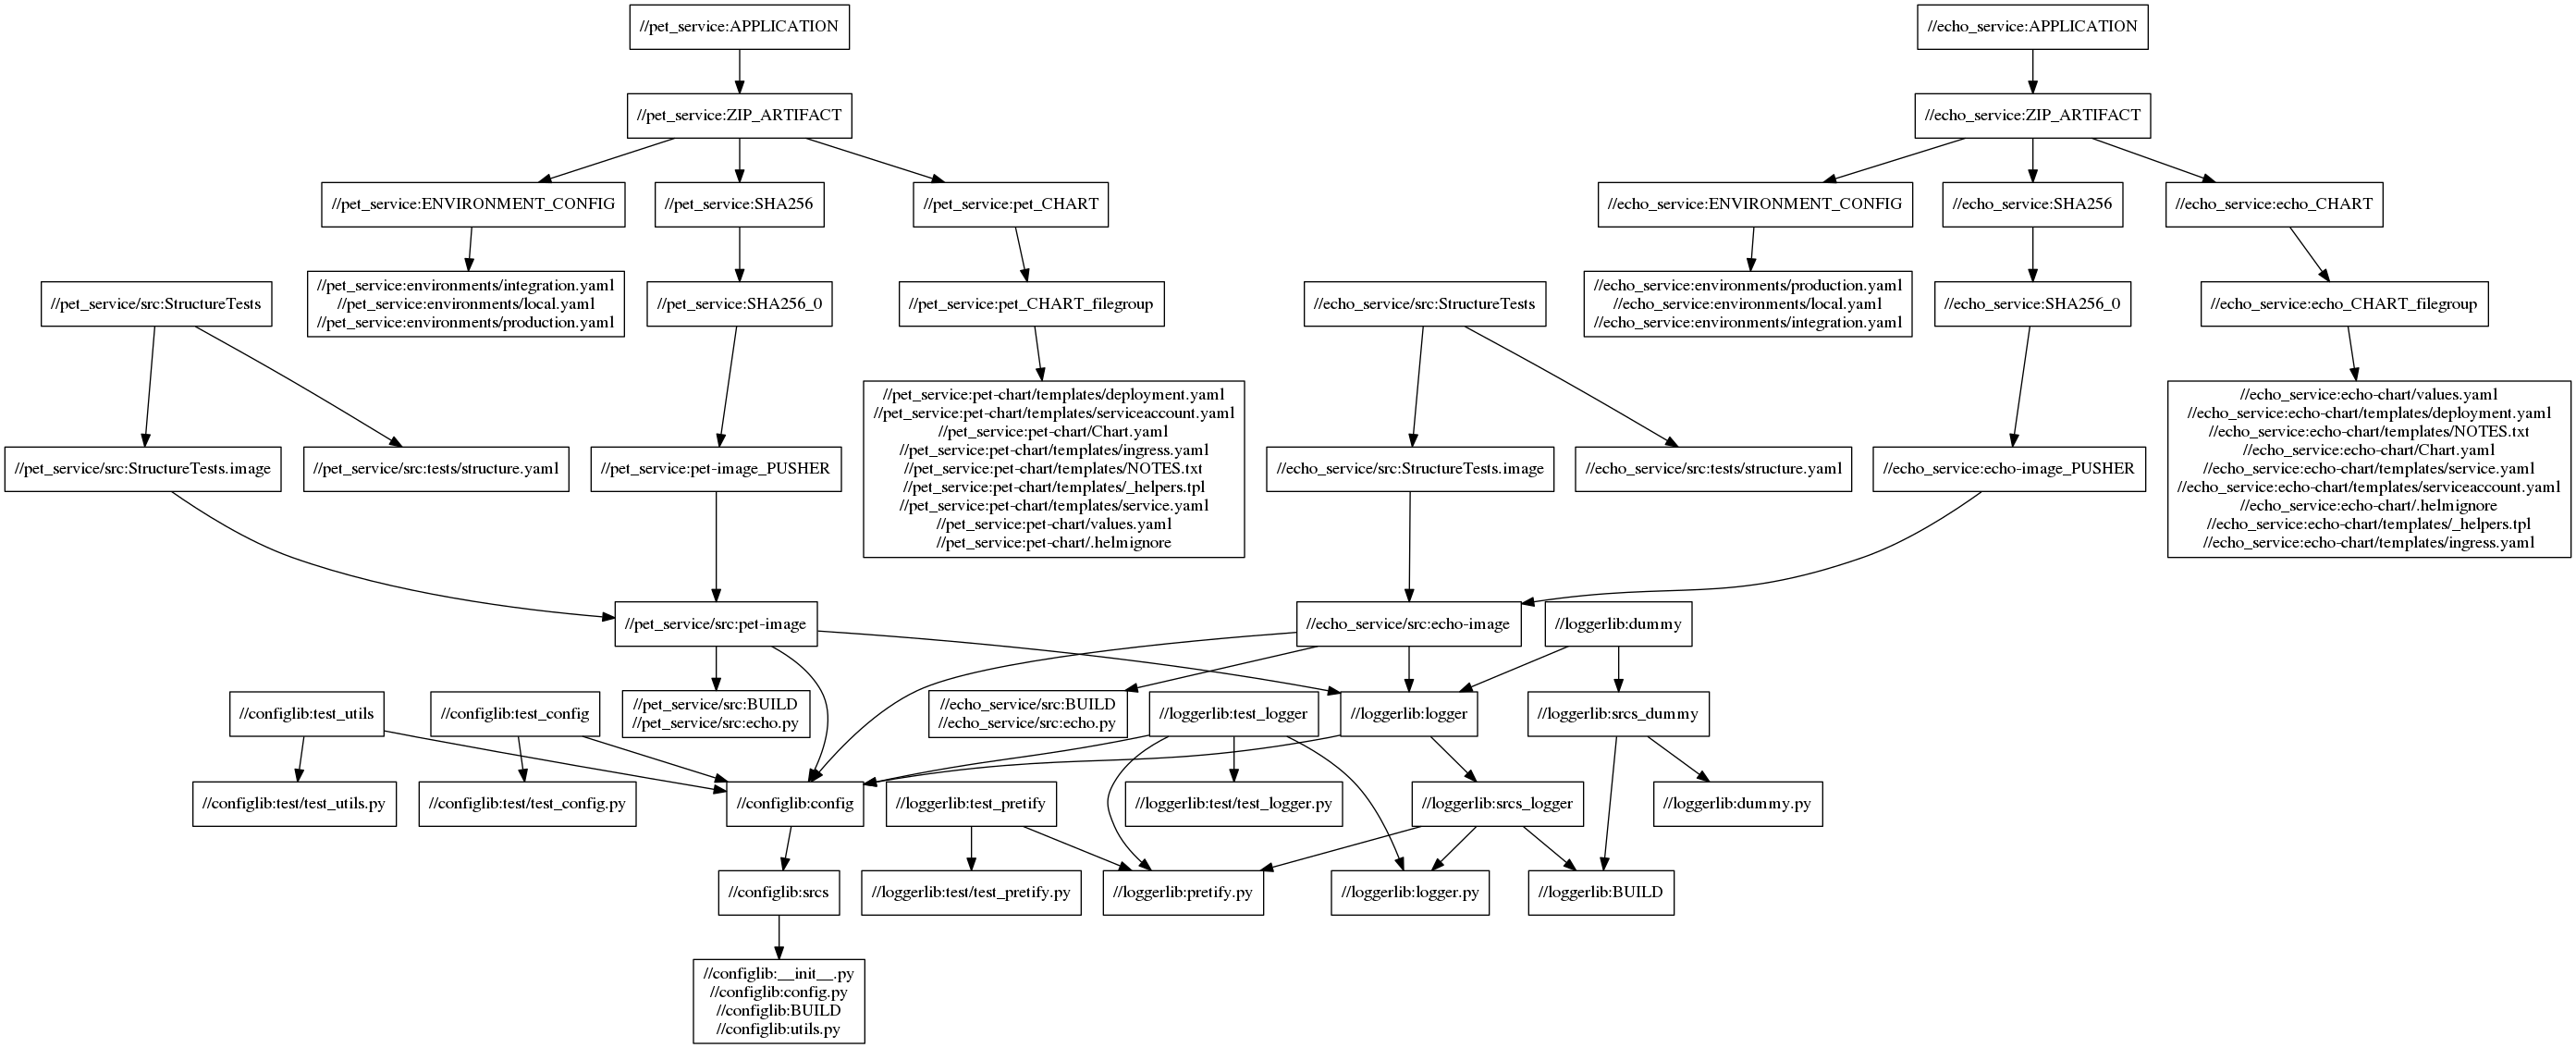 //pet_service:APPLICATION
//echo_service:APPLICATION
//pet_service:ZIP_ARTIFACT
//echo_service:ZIP_ARTIFACT
//pet_service:ENVIRONMENT_CONFIG
//pet_service:SHA256
//pet_service:pet_CHART
//echo_service:ENVIRONMENT_CONFIG
//echo_service:SHA256
//echo_service:echo_CHART
//pet_service/src:StructureTests
//pet_service:environments/integration.yaml
//pet_service:environments/local.yaml
//pet_service:environments/production.yaml
//pet_service:SHA256_0
//pet_service:pet_CHART_filegroup
//echo_service/src:StructureTests
//echo_service:environments/production.yaml
//echo_service:environments/local.yaml
//echo_service:environments/integration.yaml
//echo_service:SHA256_0
//echo_service:echo_CHART_filegroup
//pet_service/src:StructureTests.image
//pet_service/src:tests/structure.yaml
//pet_service:pet-image_PUSHER
//pet_service:pet-chart/templates/deployment.yaml
//pet_service:pet-chart/templates/serviceaccount.yaml
//pet_service:pet-chart/Chart.yaml
//pet_service:pet-chart/templates/ingress.yaml
//pet_service:pet-chart/templates/NOTES.txt
//pet_service:pet-chart/templates/_helpers.tpl
//pet_service:pet-chart/templates/service.yaml
//pet_service:pet-chart/values.yaml
//pet_service:pet-chart/.helmignore
//echo_service/src:StructureTests.image
//echo_service/src:tests/structure.yaml
//echo_service:echo-image_PUSHER
//echo_service:echo-chart/values.yaml
//echo_service:echo-chart/templates/deployment.yaml
//echo_service:echo-chart/templates/NOTES.txt
//echo_service:echo-chart/Chart.yaml
//echo_service:echo-chart/templates/service.yaml
//echo_service:echo-chart/templates/serviceaccount.yaml
//echo_service:echo-chart/.helmignore
//echo_service:echo-chart/templates/_helpers.tpl
//echo_service:echo-chart/templates/ingress.yaml
//pet_service/src:pet-image
//echo_service/src:echo-image
//loggerlib:dummy
//configlib:test_utils
//configlib:test_config
//pet_service/src:BUILD
//pet_service/src:echo.py
//echo_service/src:BUILD
//echo_service/src:echo.py
//loggerlib:test_logger
//loggerlib:logger
//loggerlib:srcs_dummy
//configlib:test/test_utils.py
//configlib:test/test_config.py
//configlib:config
//loggerlib:test_pretify
//loggerlib:test/test_logger.py
//loggerlib:srcs_logger
//loggerlib:dummy.py
//configlib:srcs
//loggerlib:test/test_pretify.py
//loggerlib:pretify.py
//loggerlib:logger.py
//loggerlib:BUILD
//configlib:__init__.py
//configlib:config.py
//configlib:BUILD
//configlib:utils.py